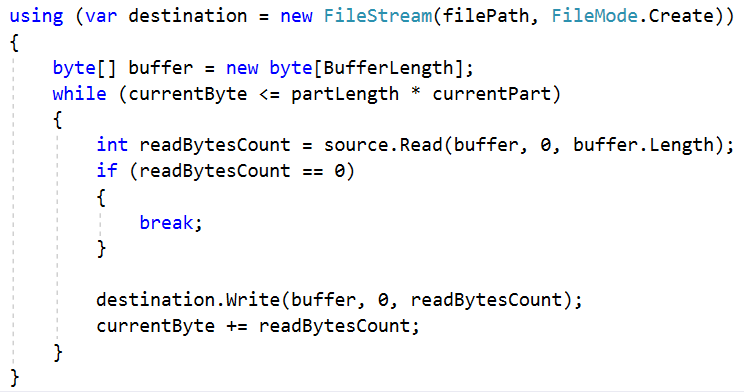 using (var destination = new FileStream(filePath, FileMode.Create))
{
    byte[] buffer = new byte[BufferLength];
    while (currentByte <= partLength * currentPart)
    {
        int readBytesCount = source.Read(buffer, 0, buffer.Length);
        if (readBytesCount == 0)
        {
            break;
        }

        destination.Write(buffer, 0, readBytesCount);
        currentByte += readBytesCount;
    }
}